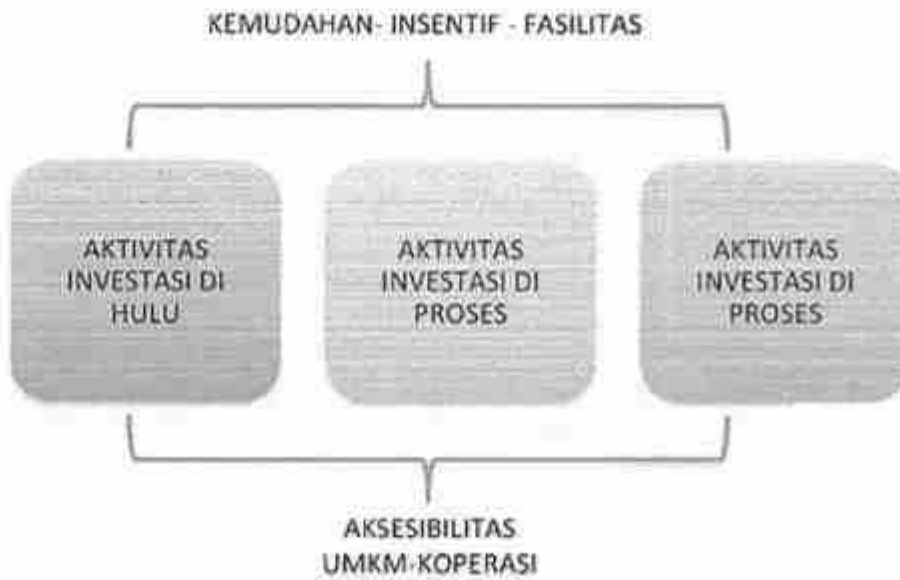 KEMUDAHAN- INSENTIF - FASILITAS
AKTIVITAS
INVESTASI DI
HULU
AKTIVITAS
INVESTASI DI
PROSES
AKTIVITAS
INVESTASI DI
PROSES
AKSESIBILITAS
UMKM-KOPERASI